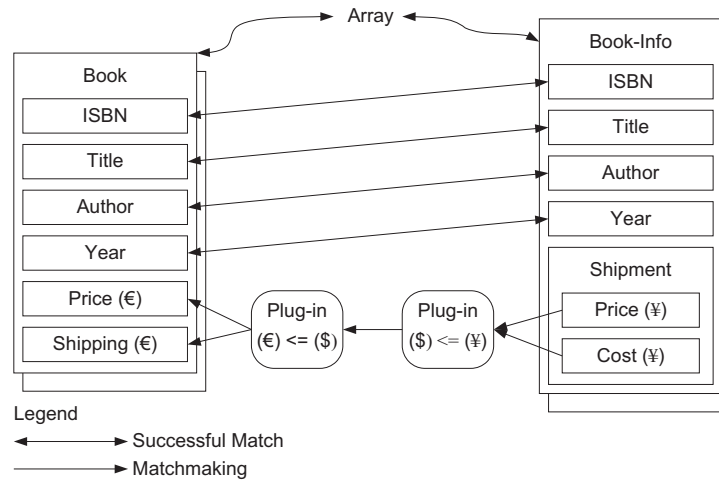 Array
Book
ISBN
Title
Author
Year
Price (€)
Shipping (€)
Plug-in
(€) <= ($)
Plug-in
($) <= (¥)
Book-Info
ISBN
Title
Author
Year
Shipment
Price (¥)
Cost (¥)
Legend
Successful Match
Matchmaking